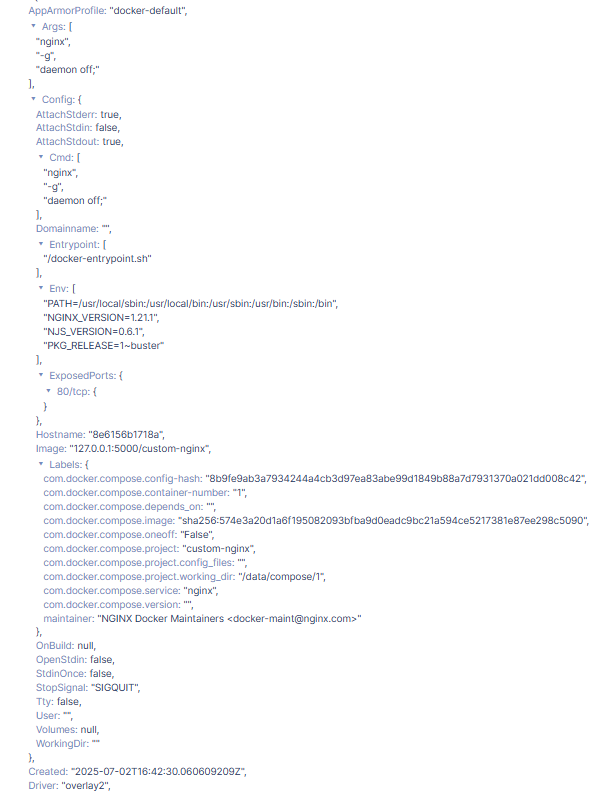 AppArmorProfile: "docker-default",
Args: [
"nginx",
"-g",
"daemon off;"
],
Config: {
AttachStderr: true,
AttachStdin: false,
AttachStdout: true,
Cmd: [
"nginx",
"-g",
"daemon off;"
],
Domainname: "",
Entrypoint: [
"/docker-entrypoint.sh"
],
Env: [
"PATH=/usr/local/sbin:/usr/local/bin:/usr/sbin:/usr/bin:/sbin:/bin",
"NGINX_VERSION=1.21.1",
"NJS_VERSION=0.6.1",
"PKG_RELEASE=1~buster"
],
ExposedPorts: {
80/tcp: {
}
},
Hostname: "8e6156b1718a",
Image: "127.0.0.1:5000/custom-nginx",
Labels: {
com.docker.compose.config-hash: "8b9fe9ab3a7934244a4cb3d97ea83abe99d1849b88a7d7931370a021dd008c42",
com.docker.compose.container-number: "1",
com.docker.compose.depends_on: "",
com.docker.compose.image: "sha256:574e3a20d1a6f195082093bfba9d0eadc9bc21a594ce5217381e87ee298c5090",
com.docker.compose.oneoff: "False",
com.docker.compose.project: "custom-nginx",
com.docker.compose.project.config_files: "",
com.docker.compose.project.working_dir: "/data/compose/1",
com.docker.compose.service: "nginx",
com.docker.compose.version: "",
maintainer: "NGINX Docker Maintainers <docker-maint@nginx.com>"
},
OnBuild: null,
OpenStdin: false,
StdinOnce: false,
StopSignal: "SIGQUIT",
Tty: false,
User: "",
Volumes: null,
WorkingDir: ""
},
Created: "2025-07-02T16:42:30.060609209Z",
Driver: "overlay2",